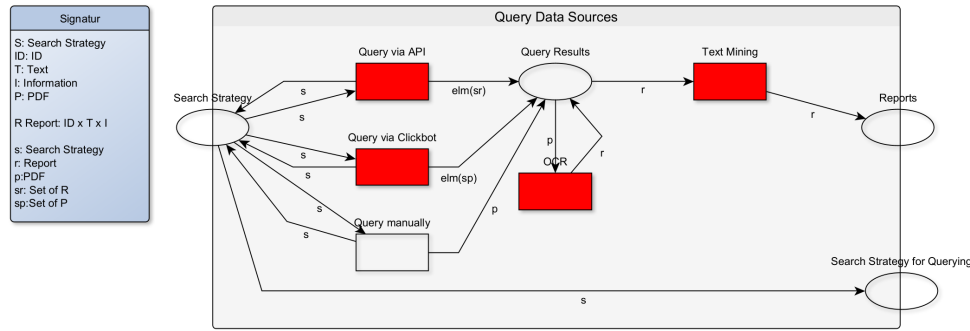 Signatur
S: Search Strategy
ID: ID
T: Text
I: Information
P: PDF
R Report: ID x T x I
s: Search Strategy
r: Report
p:PDF
sr: Set of R
sp:Set of P
Query Data Sources
Query via API
Query Results
Text Mining
s
elm(sr)
r
Search Strategy
s
Reports
r
Query via Clickbot
s
p
r
OCR
s
elm(sp)
s
p
Query manually
s
Search Strategy for Querying
s